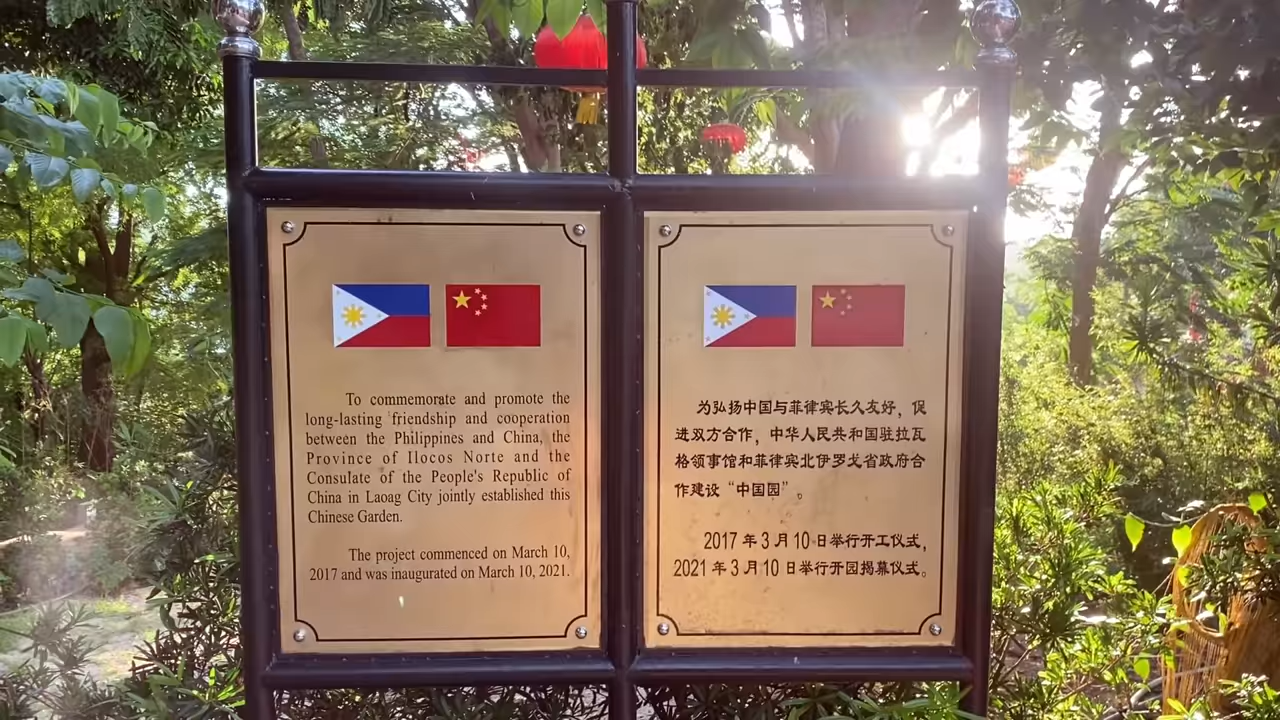 To commemorate and promote the
long-lasting friendship and cooperation
between the Philippines and China, the
Province of Ilocos Norte and the
Consulate of the People's Republic of
China in Laoag City jointly established this
Chinese Garden.
The project commenced on March 10,
2017 and was inaugurated on March 10, 2021.
为弘扬中国与菲律宾长久友好，促
进双方合作，中华人民共和国驻拉瓦
格领事馆和菲律宾北伊罗戈省政府合
作建设“中国园”。
2017 年 3 月 10 日举行开工仪式，
2021 年 3 月 10 日举行开园揭幕仪式。